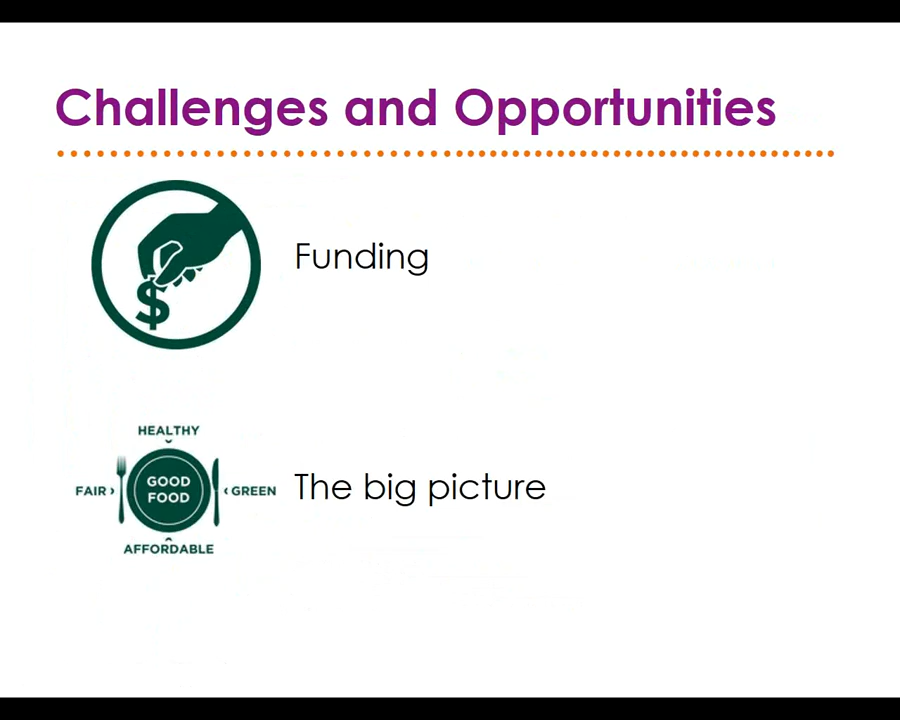 Challenges and Opportunities
$
Funding
HEALTHY
FAIR ›
GOOD
FOOD
‹ GREEN
The big picture
AFFORDABLE